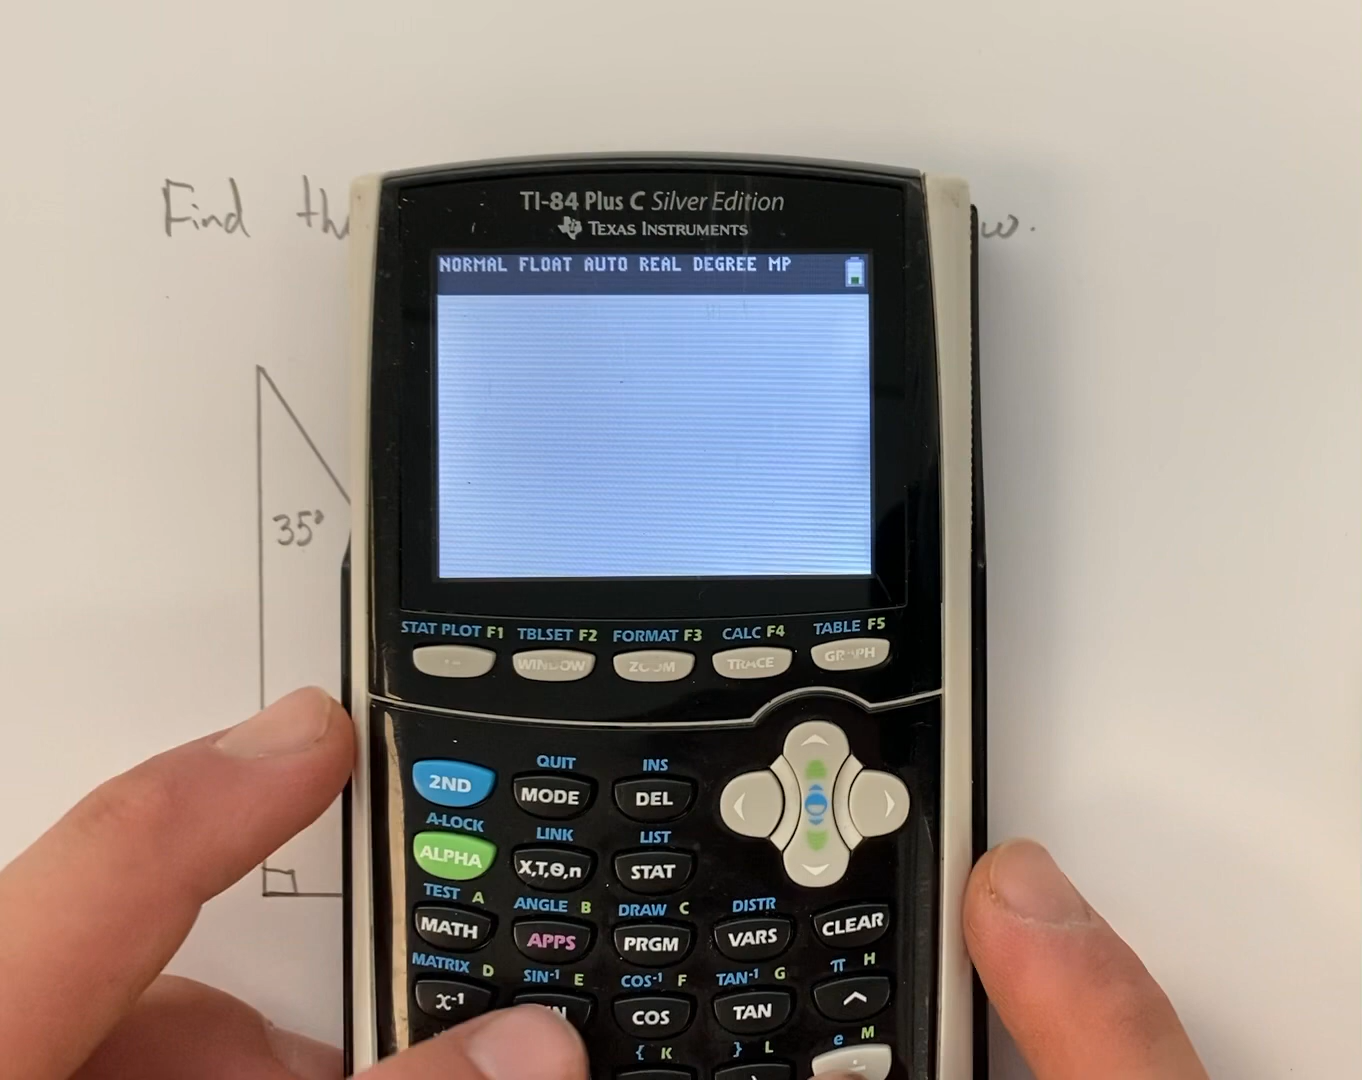 Find th w.
TI-84 Plus C Silver Edition
TEXAS INSTRUMENTS
NORMAL FLOAT AUTO REAL DEGREE MP
35°
STAT PLOT F1 TBLSET F2 FORMAT F3 CALC F4 TABLE F5
WINDOW ZOOM TRACE GRAPH
QUIT INS
2ND MODE DEL
A-LOCK LINK LIST
ALPHA X,T,θ,n STAT
TEST A ANGLE B DRAW C DISTR
MATH APPS PRGM VARS CLEAR
MATRIX D SIN⁻¹ E COS⁻¹ F TAN⁻¹ G π H
x⁻¹ COS TAN ^
{ K } L e M
)
÷